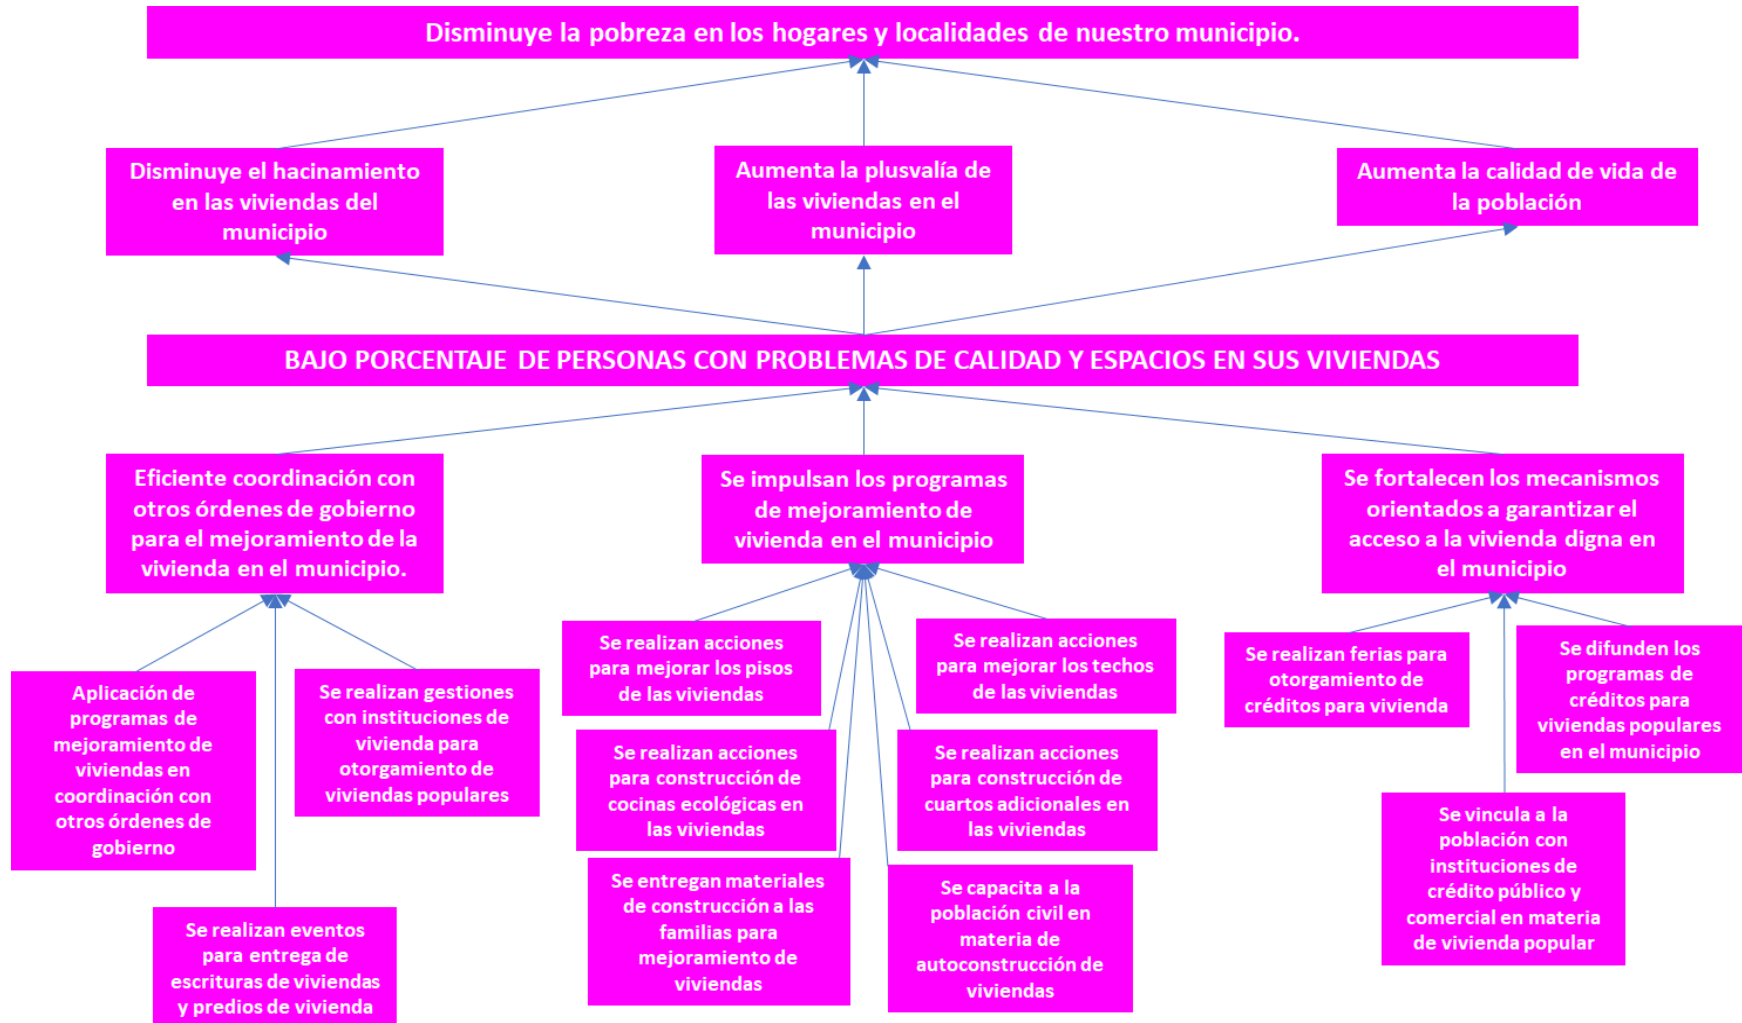 Disminuye la pobreza en los hogares y localidades de nuestro municipio.
Disminuye el hacinamiento
en las viviendas del
municipio
Aumenta la plusvalía de
las viviendas en el
municipio
Aumenta la calidad de vida de
la población
BAJO PORCENTAJE DE PERSONAS CON PROBLEMAS DE CALIDAD Y ESPACIOS EN SUS VIVIENDAS
Eficiente coordinación con
otros órdenes de gobierno
para el mejoramiento de la
vivienda en el municipio.
Se impulsan los programas
de mejoramiento de
vivienda en el municipio
Se fortalecen los mecanismos
orientados a garantizar el
acceso a la vivienda digna en
el municipio
Aplicación de
programas de
mejoramiento de
viviendas en
coordinación con
otros órdenes de
gobierno
Se realizan gestiones
con instituciones de
vivienda para
otorgamiento de
viviendas populares
Se realizan eventos
para entrega de
escrituras de viviendas
y predios de vivienda
Se realizan acciones
para mejorar los pisos
de las viviendas
Se realizan acciones
para mejorar los techos
de las viviendas
Se realizan acciones
para construcción de
cocinas ecológicas en
las viviendas
Se realizan acciones
para construcción de
cuartos adicionales en
las viviendas
Se entregan materiales
de construcción a las
familias para
mejoramiento de
viviendas
Se capacita a la
población civil en
materia de
autoconstrucción de
viviendas
Se realizan ferias para
otorgamiento de
créditos para vivienda
Se difunden los
programas de
créditos para
viviendas populares
en el municipio
Se vincula a la
población con
instituciones de
crédito público y
comercial en materia
de vivienda popular